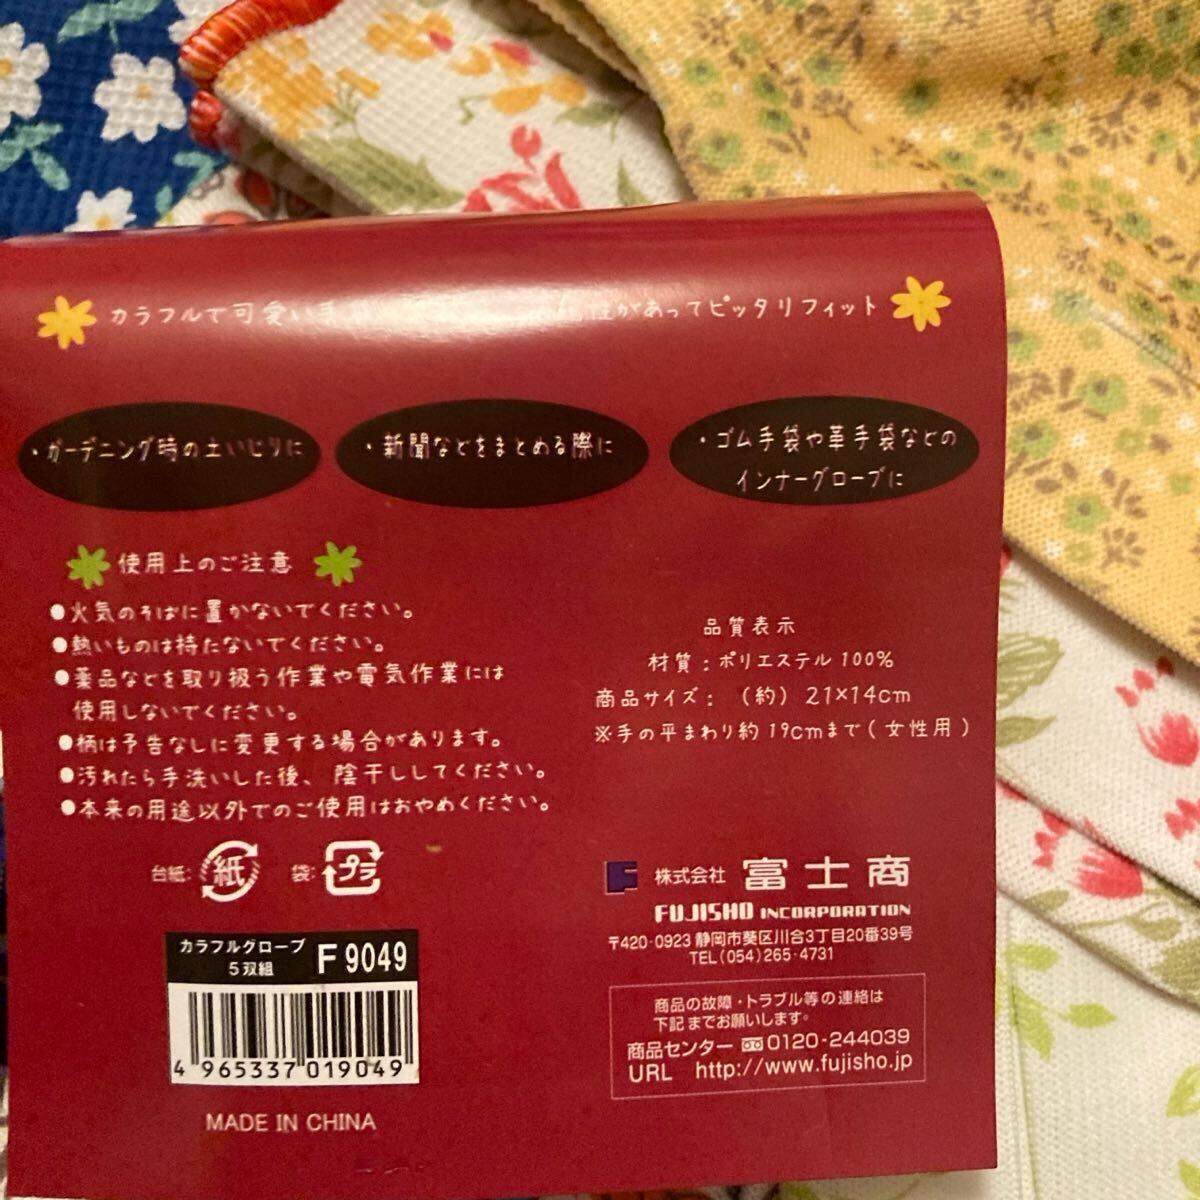 カラフルで可愛い手 性があってピッタリフィット
・ガーデニング時の土いじりに
・新聞などをまとめる際に
・ゴム手袋や革手袋などの
インナーグローブに
使用上のご注意
●火気のそばに置かないでください。
●熱いものは持たないでください。
●薬品などを取り扱う作業や電気作業には
使用しないでください。
●柄は予告なしに変更する場合があります。
●汚れたら手洗いした後、陰干ししてください。
●本来の用途以外でのご使用はおやめください。
品質表示
材質:ポリエステル100%
商品サイズ:(約)21×14cm
※手の平まわり約19cmまで(女性用)
台紙: 紙 袋: プラ
カラフルグローブ
5双組 F9049
4 965337 019049
MADE IN CHINA
株式会社 富士商
FUJISHO INCORPORATION
〒420-0923 静岡市葵区川合3丁目20番39号
TEL(054)265-4731
商品の故障・トラブル等の連絡は
下記までお願いします。
商品センター 0120-244039
URL http://www.fujisho.jp